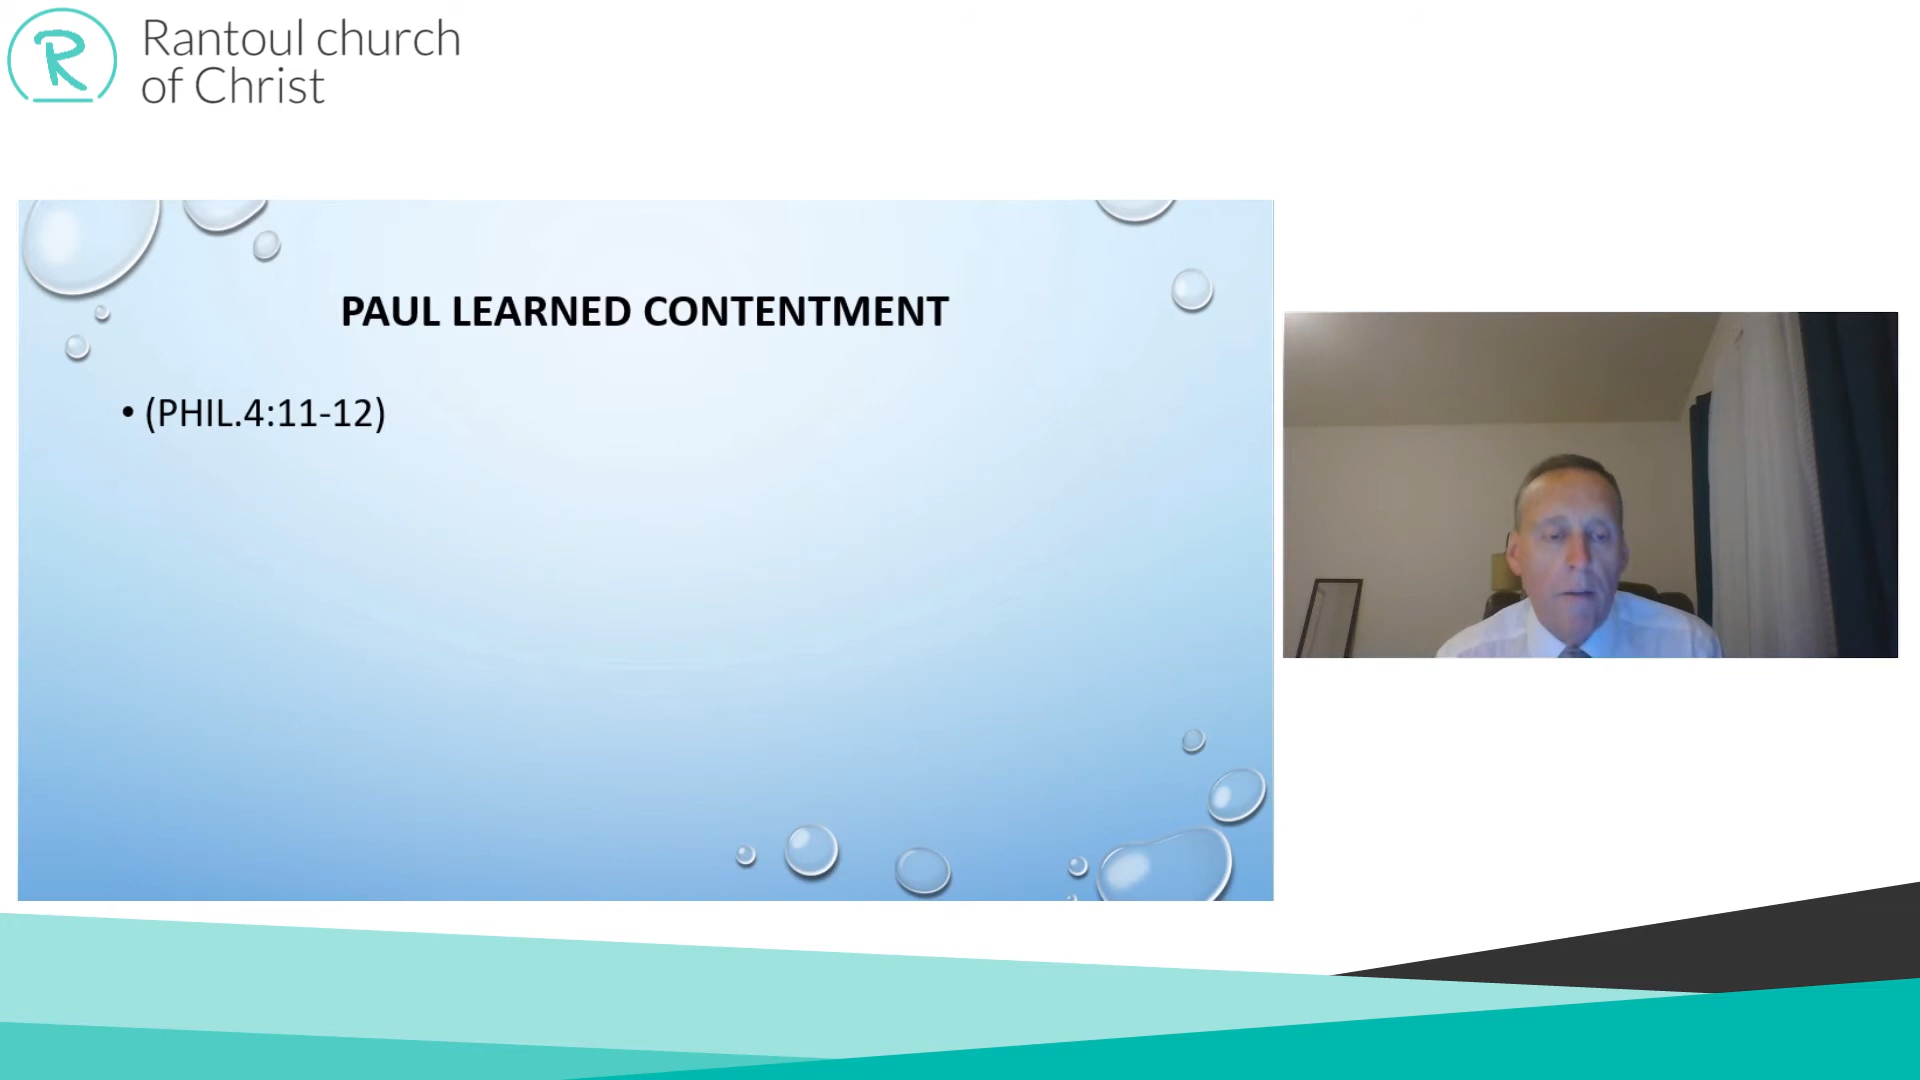 Rantoul church
of Christ
PAUL LEARNED CONTENTMENT
• (PHIL.4:11-12)